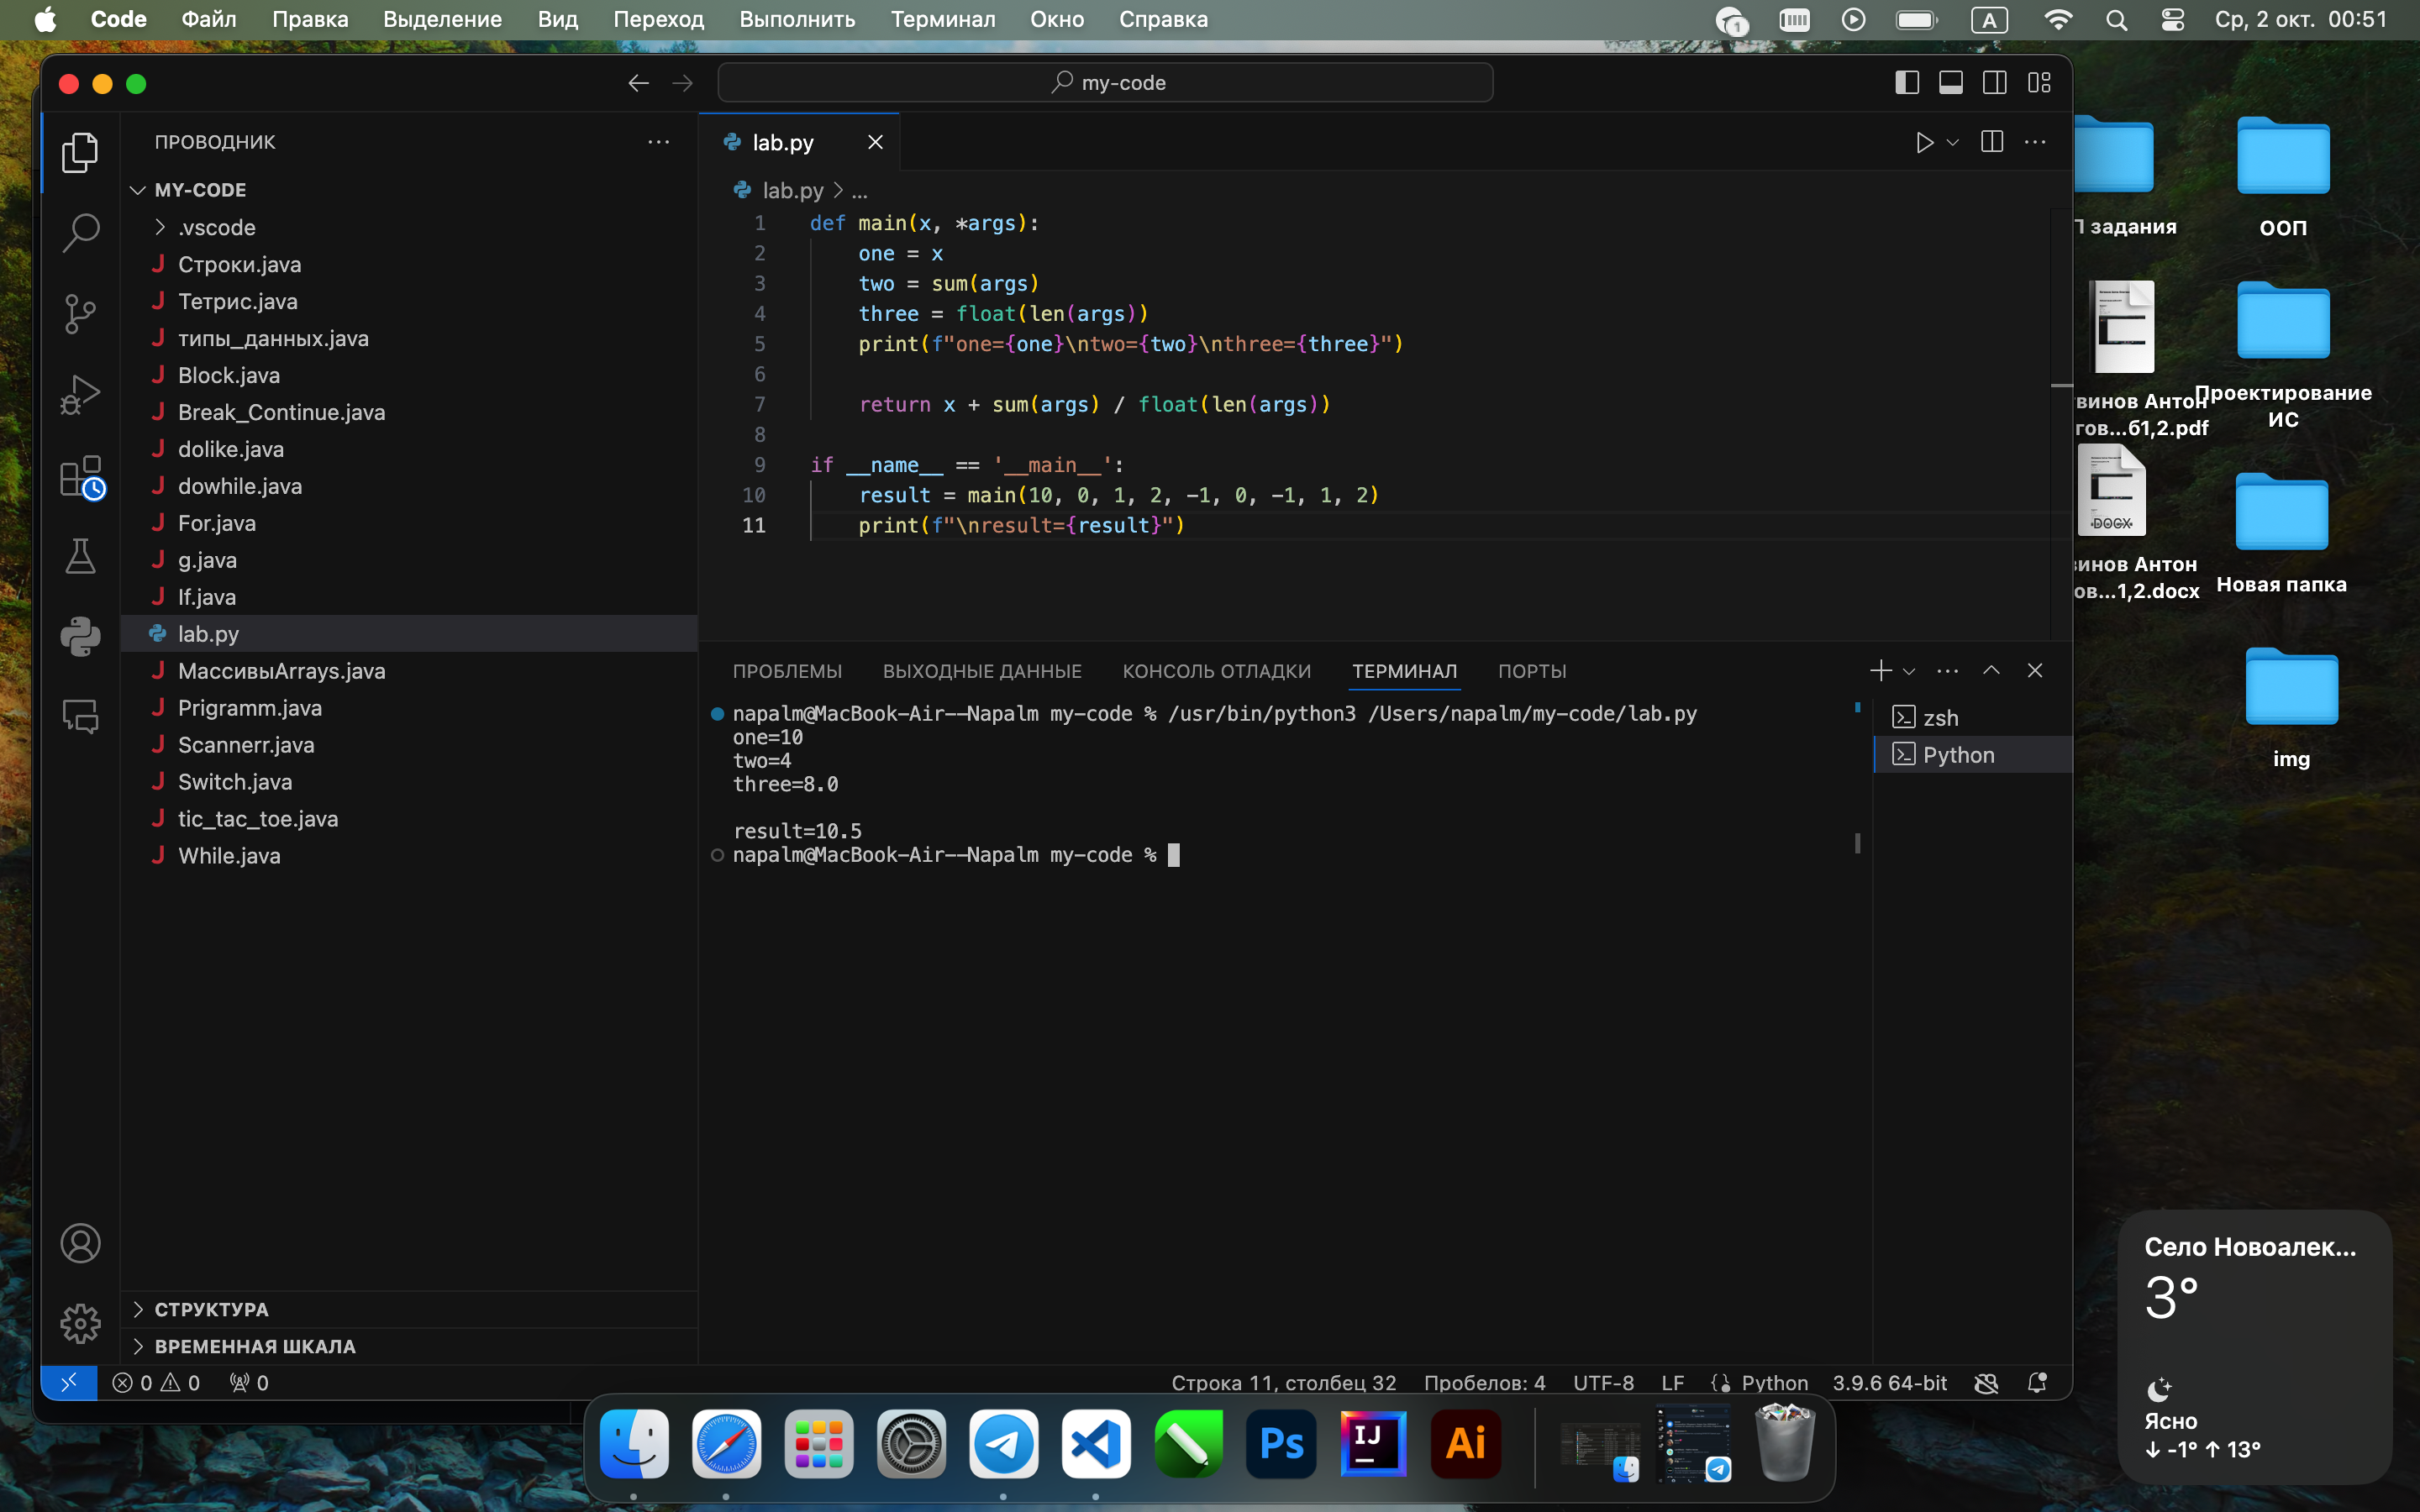 Code Файл Правка Выделение Вид Переход Выполнить Терминал Окно Справка
1 A Ср, 2 окт. 00:51
my-code
ПРОВОДНИК
MY-CODE
.vscode
J Строки.java
J Тетрис.java
J типы_данных.java
J Block.java
J Break_Continue.java
J dolike.java
J dowhile.java
J For.java
J g.java
J If.java
lab.py
J МассивыArrays.java
J Prigramm.java
J Scannerr.java
J Switch.java
J tic_tac_toe.java
J While.java
СТРУКТУРА
ВРЕМЕННАЯ ШКАЛА
lab.py
lab.py > ...
1 def main(x, *args):
2 one = x
3 two = sum(args)
4 three = float(len(args))
5 print(f"one={one}\ntwo={two}\nthree={three}")
6
7 return x + sum(args) / float(len(args))
8
9 if __name__ == '__main__':
10 result = main(10, 0, 1, 2, -1, 0, -1, 1, 2)
11 print(f"\nresult={result}")
ПРОБЛЕМЫ ВЫХОДНЫЕ ДАННЫЕ КОНСОЛЬ ОТЛАДКИ ТЕРМИНАЛ ПОРТЫ
napalm@MacBook-Air--Napalm my-code % /usr/bin/python3 /Users/napalm/my-code/lab.py
one=10
two=4
three=8.0
result=10.5
napalm@MacBook-Air--Napalm my-code %
zsh
Python
0 0 0
Строка 11, столбец 32 Пробелов: 4 UTF-8 LF Python 3.9.6 64-bit
задания
ООП
винов Антон
гов...б1,2.pdf
Проектирование
ИС
DOCX
винов Антон
ов...1,2.docx
Новая папка
img
Село Новоалек...
3°
Ясно
↓ -1° ↑ 13°
IJ
Ps
Ai